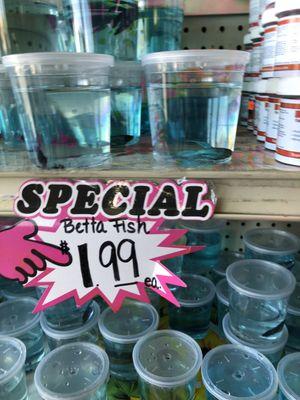 SPECIAL
Betta Fish
$1.99 ea.